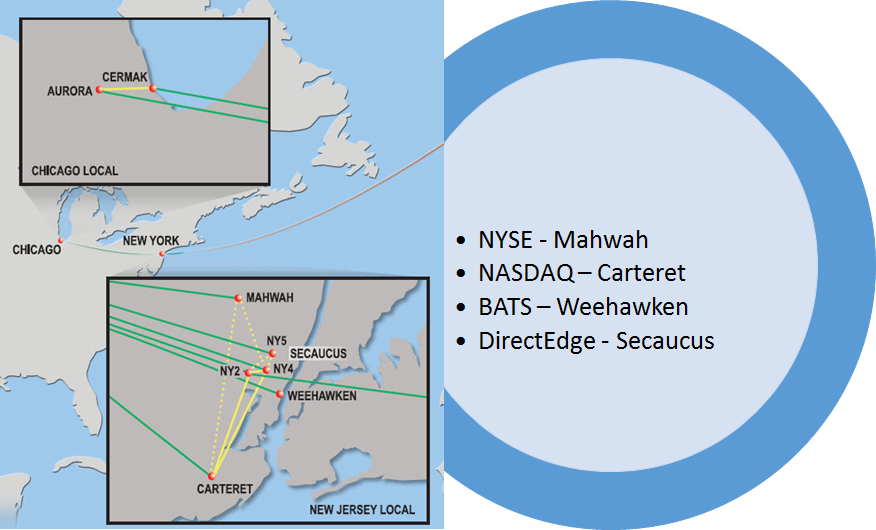 CERMAK
AURORA
CHICAGO LOCAL
CHICAGO
NEW YORK
MAHWAH
NY5
SECAUCUS
NY2
NY4
WEEHAWKEN
CARTERET
NEW JERSEY LOCAL
• NYSE - Mahwah
• NASDAQ – Carteret
• BATS – Weehawken
• DirectEdge - Secaucus